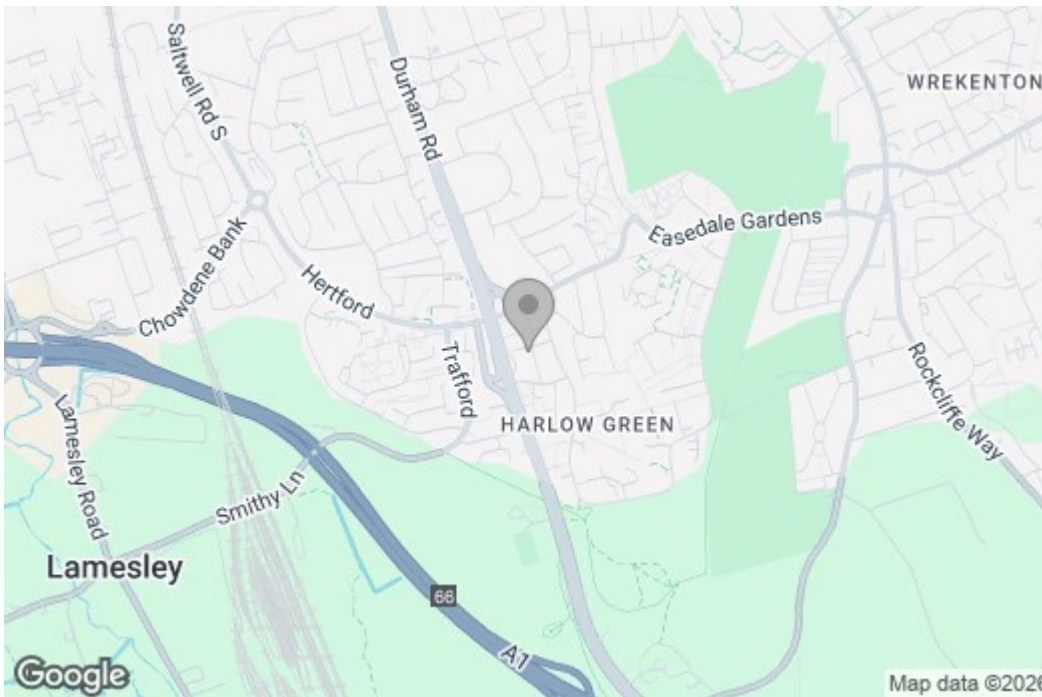 Saltwell Rd S
Durham Rd
WREKENTON
Easedale Gardens
Chowdene Bank
Hertford
Trafford
Rockcliffe Way
HARLOW GREEN
Lamesley Road
Smithy Ln
Lamesley
66
A1
Google
Map data ©2026